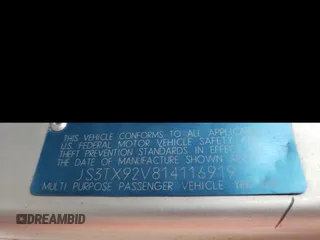 THIS VEHICLE CONFORMS TO ALL APPLICA
U.S. FEDERAL MOTOR VEHICLE SAFETY
THEFT PREVENTION STANDARDS IN EFFECT
THE DATE OF MANUFACTURE SHOWN
JS3TX92V814116919
MULTI PURPOSE PASSENGER VEHICLE
DREAMBID